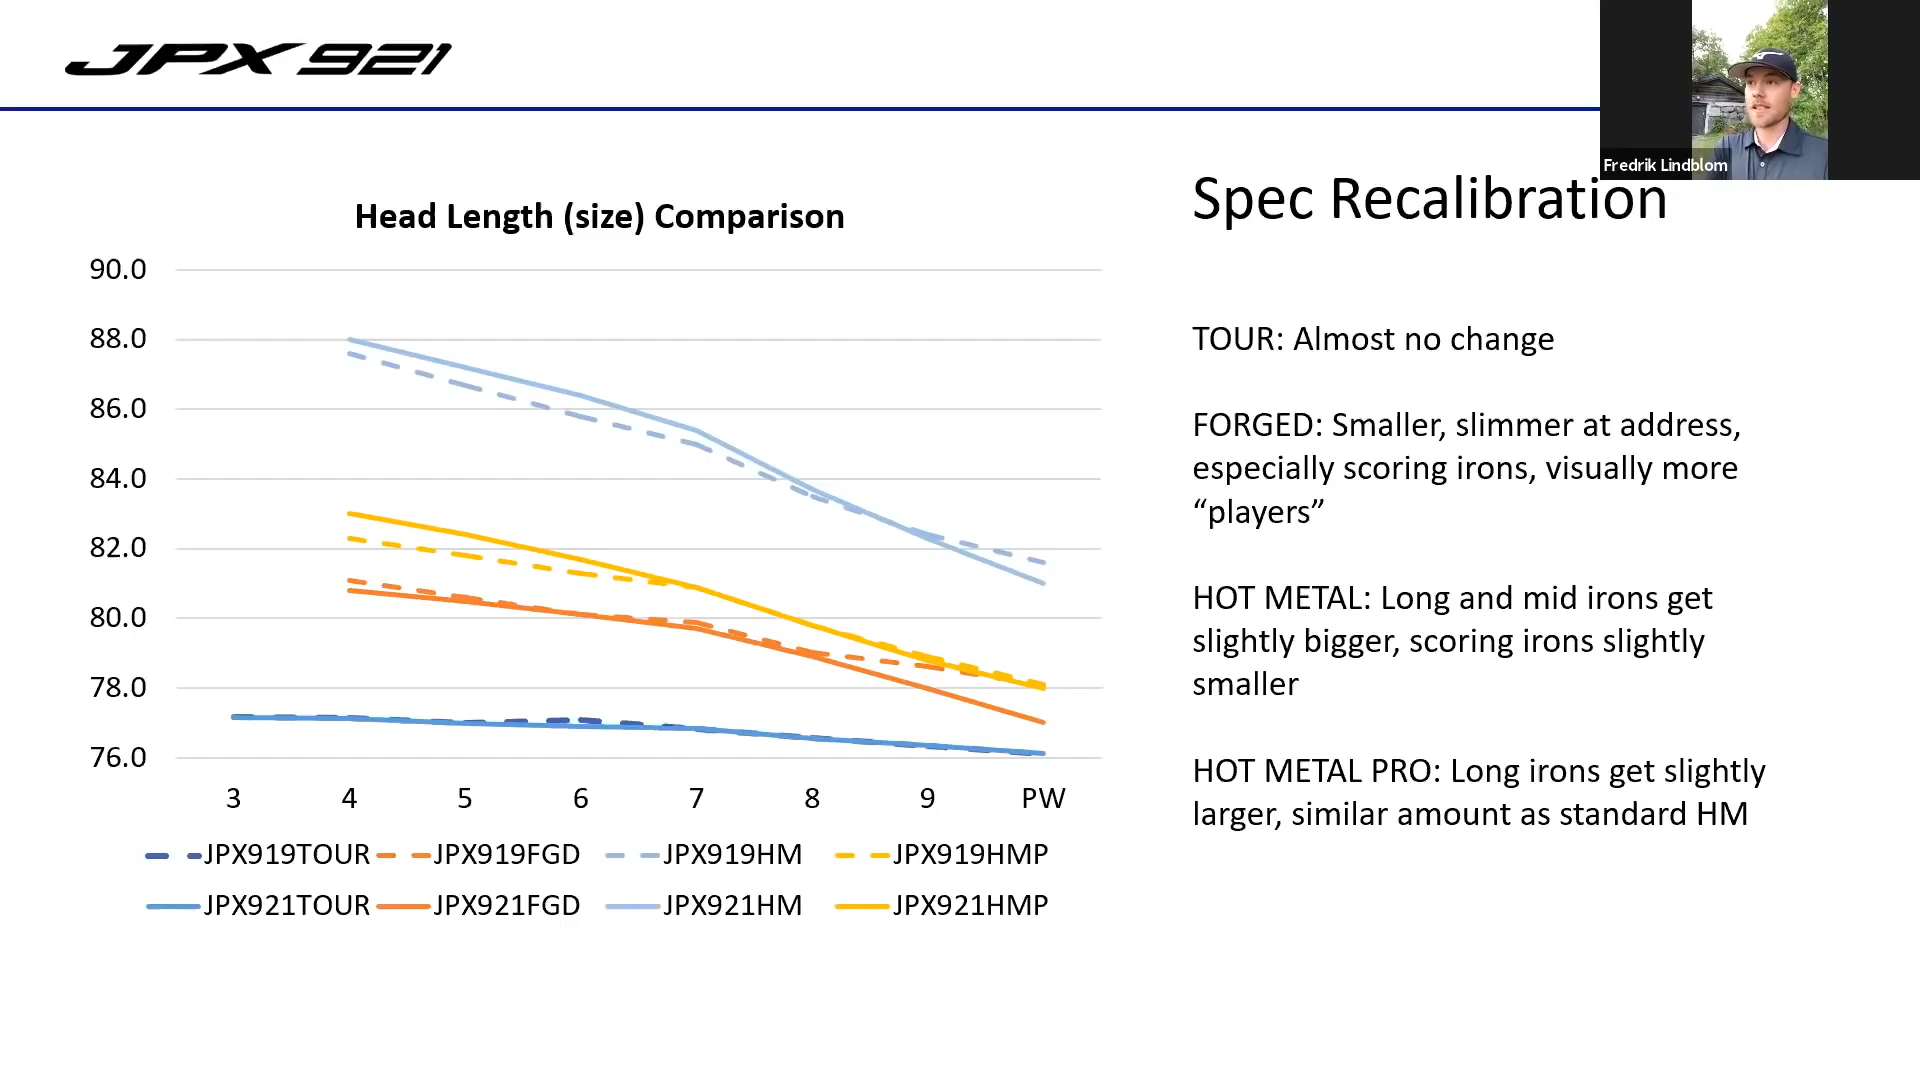 JPX 921
Fredrik Lindblom
Spec Recalibration
Head Length (size) Comparison
90.0
88.0
86.0
84.0
82.0
80.0
78.0
76.0
3 4 5 6 7 8 9 PW
JPX919TOUR JPX919FGD JPX919HM JPX919HMP
JPX921TOUR JPX921FGD JPX921HM JPX921HMP
TOUR: Almost no change
FORGED: Smaller, slimmer at address,
especially scoring irons, visually more
“players”
HOT METAL: Long and mid irons get
slightly bigger, scoring irons slightly
smaller
HOT METAL PRO: Long irons get slightly
larger, similar amount as standard HM